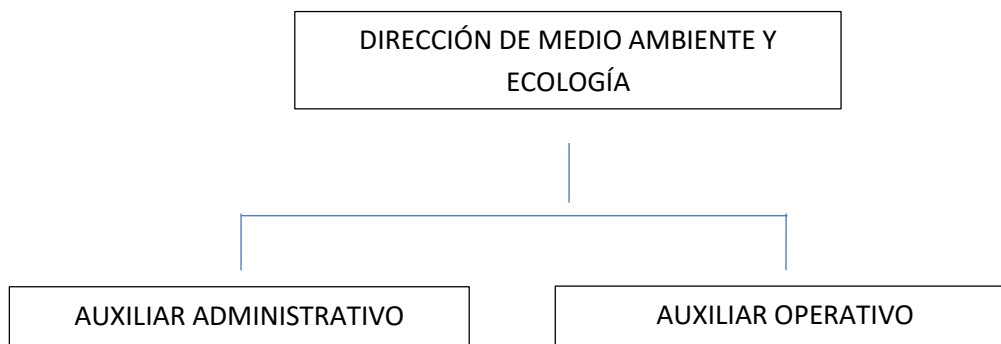 DIRECCIÓN DE MEDIO AMBIENTE Y
ECOLOGÍA
AUXILIAR ADMINISTRATIVO
AUXILIAR OPERATIVO